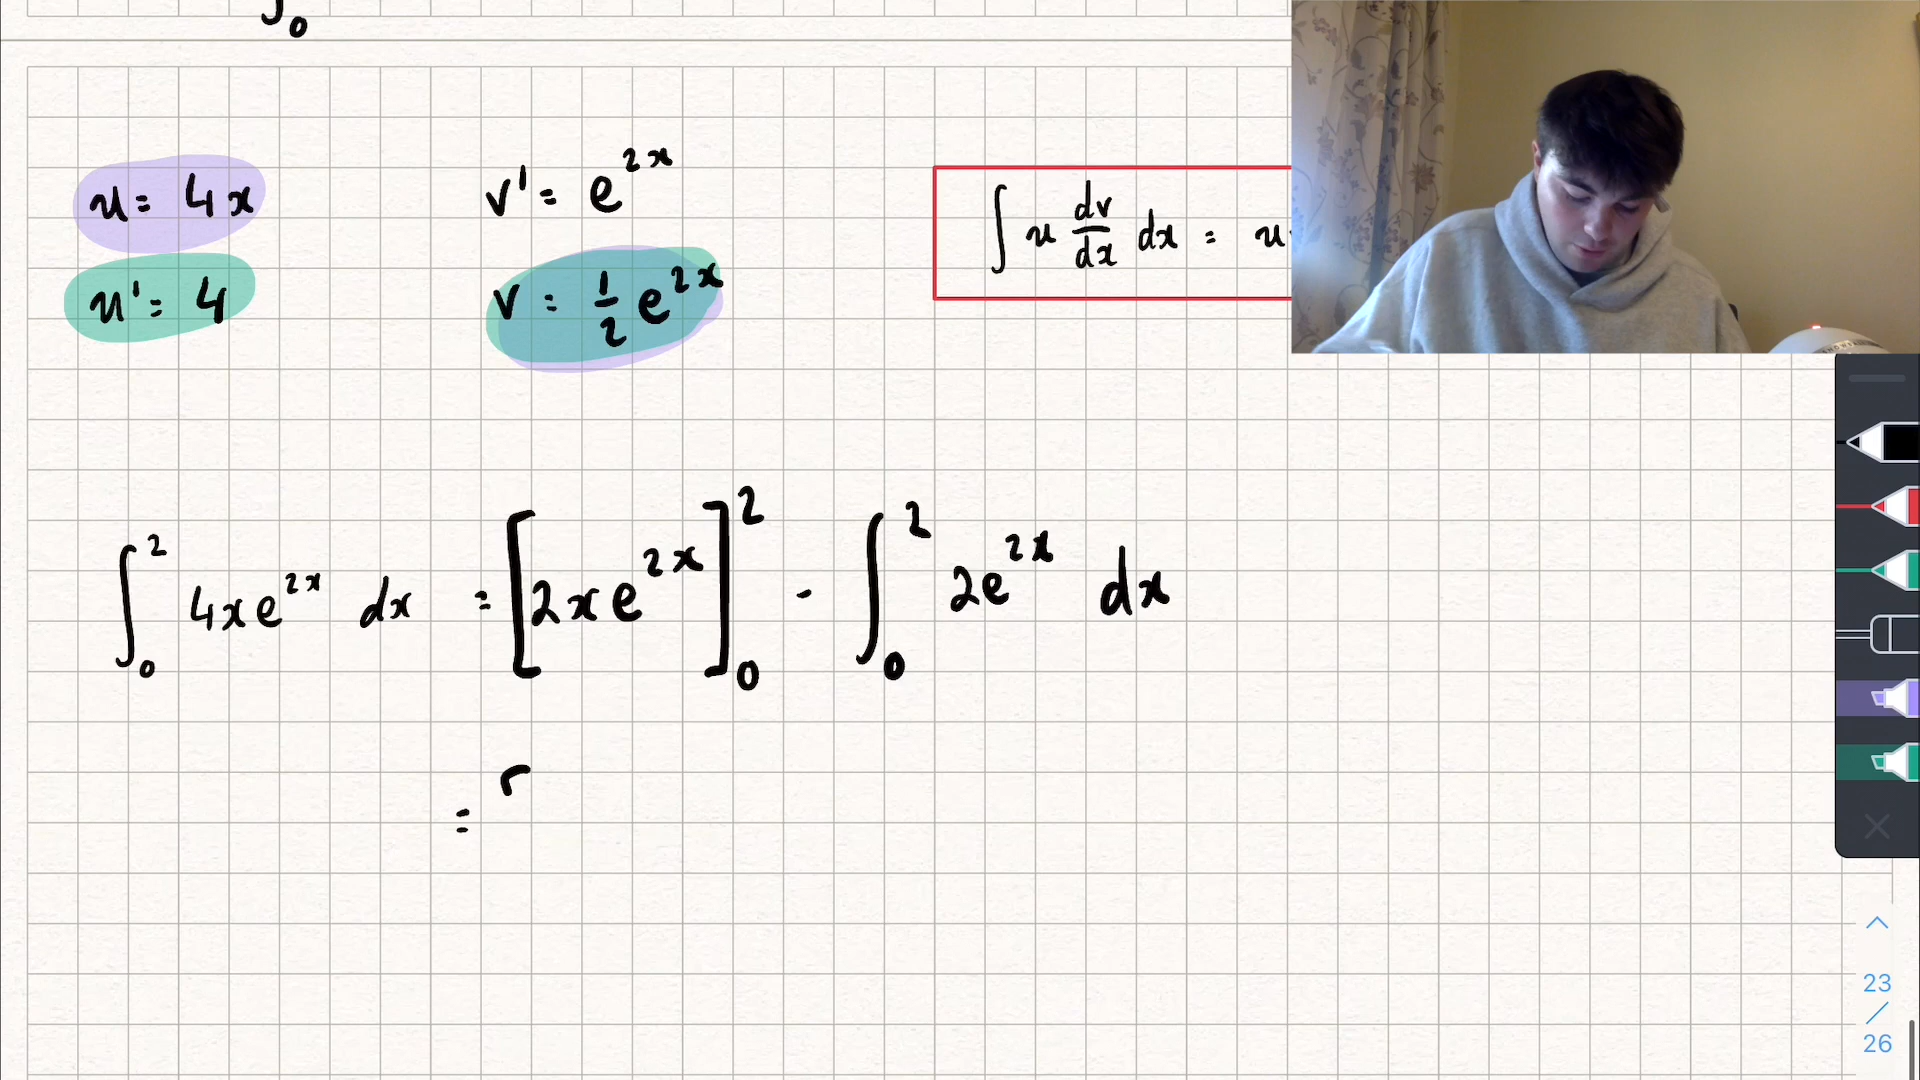 ∫₀
u = 4x
v' = e^{2x}
∫ u dv/dx dx = u
u' = 4
v = 1/2 e^{2x}
∫₀² 4xe^{2x} dx = [2xe^{2x}]₀² - ∫₀² 2e^{2x} dx
=
23
/
26